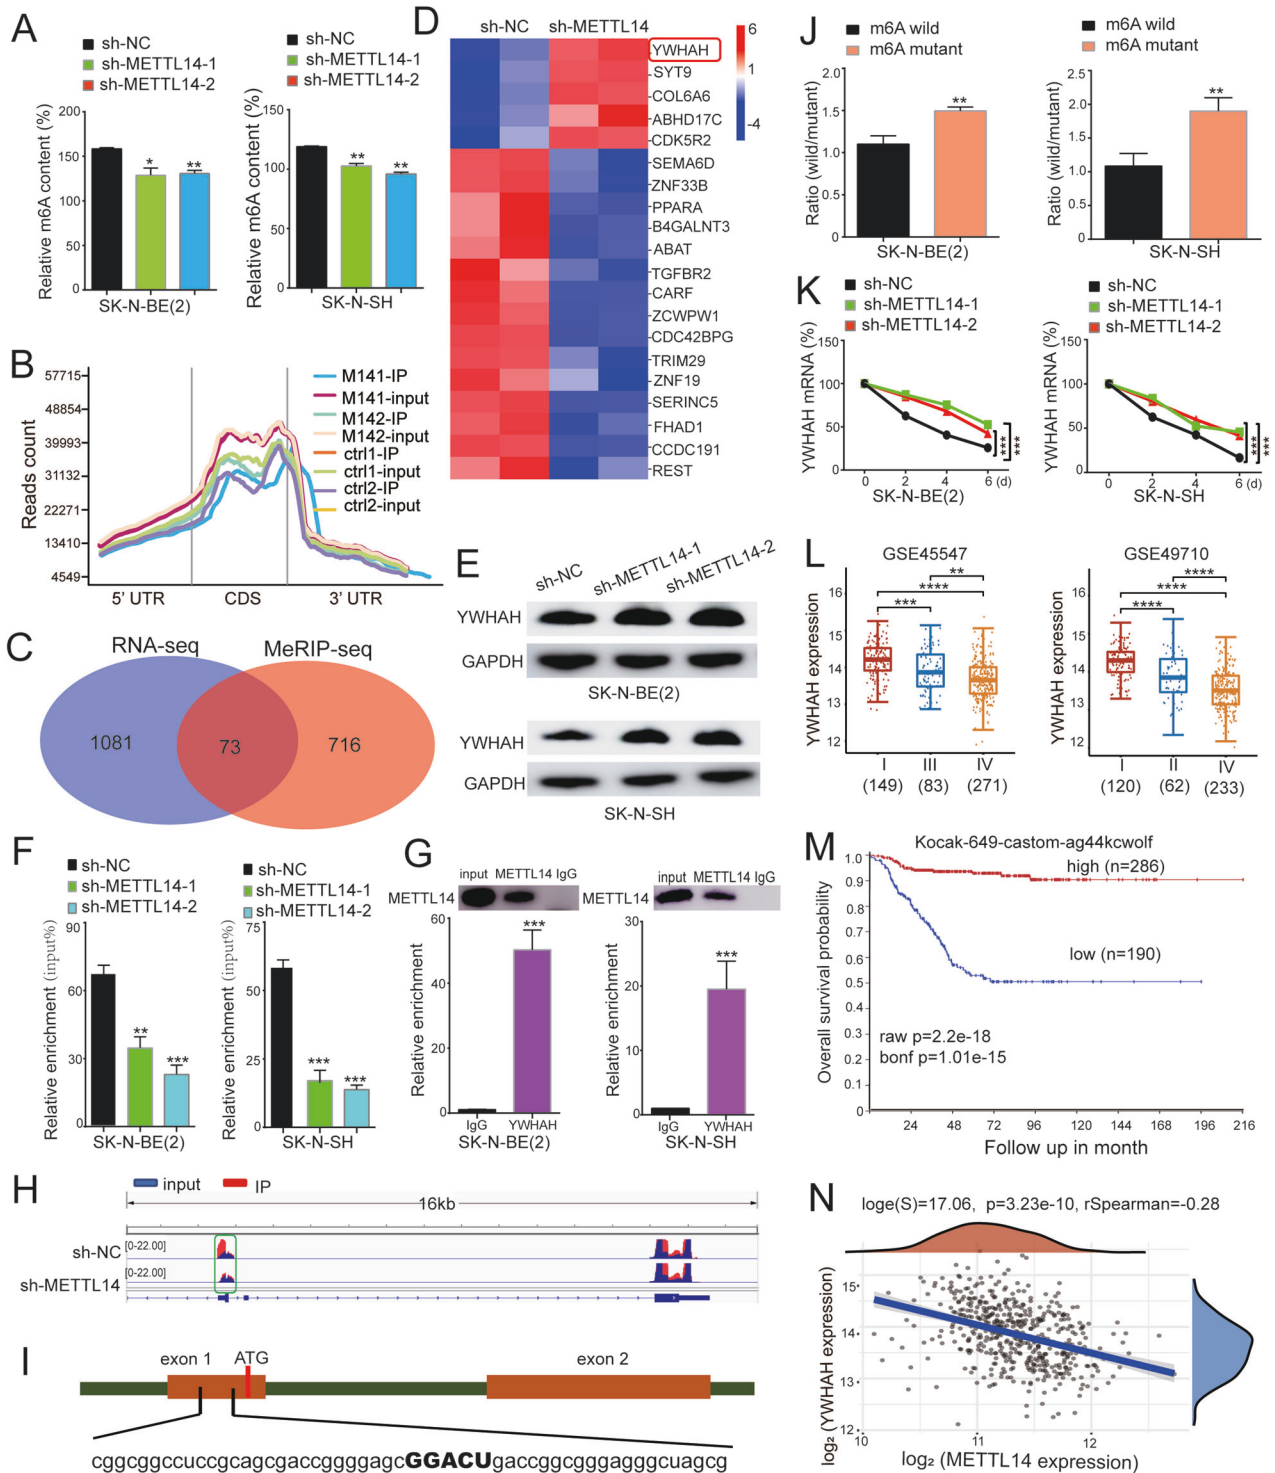 A
sh-NC
sh-METTL14-1
sh-METTL14-2
Relative m6A content (%)
200
150
100
50
0
SK-N-BE(2)
*
**
sh-NC
sh-METTL14-1
sh-METTL14-2
Relative m6A content (%)
150
100
50
0
SK-N-SH
**
**
B
Reads count
57715
48854
39993
31132
22271
13410
4549
5' UTR
CDS
3' UTR
M141-IP
M141-input
M142-IP
M142-input
ctrl1-IP
ctrl1-input
ctrl2-IP
ctrl2-input
C
RNA-seq
MeRIP-seq
1081
73
716
D
sh-NC
sh-METTL14
6
1
-4
YWHAH
SYT9
COL6A6
ABHD17C
CDK5R2
SEMA6D
ZNF33B
PPARA
B4GALNT3
ABAT
TGFBR2
CARF
ZCWPW1
CDC42BPG
TRIM29
ZNF19
SERINC5
FHAD1
CCDC191
REST
E
sh-NC
sh-METTL14-1
sh-METTL14-2
YWHAH
GAPDH
SK-N-BE(2)
YWHAH
GAPDH
SK-N-SH
F
sh-NC
sh-METTL14-1
sh-METTL14-2
Relative enrichment (input%)
90
60
30
0
**
***
SK-N-BE(2)
sh-NC
sh-METTL14-1
sh-METTL14-2
Relative enrichment (input%)
75
50
25
0
***
***
SK-N-SH
G
input METTL14 IgG
METTL14
Relative enrichment
60
40
20
0
***
IgG YWHAH
SK-N-BE(2)
input METTL14 IgG
METTL14
Relative enrichment
30
20
10
0
***
IgG YWHAH
SK-N-SH
H
input
IP
16kb
sh-NC
[0-22.00]
sh-METTL14
[0-22.00]
I
exon 1
ATG
exon 2
cggcggccuccgcagcgaccggggagcGGACUgaccggcgggagggcuagcg
J
m6A wild
m6A mutant
Ratio (wild/mutant)
2.0
1.5
1.0
.5
0
**
SK-N-BE(2)
m6A wild
m6A mutant
Ratio (wild/mutant)
2.5
2.0
1.5
1.0
.5
0
**
SK-N-SH
K
sh-NC
sh-METTL14-1
sh-METTL14-2
YWHAH mRNA (%)
150
100
50
0
0 2 4 6 (d)
***
***
SK-N-BE(2)
sh-NC
sh-METTL14-1
sh-METTL14-2
YWHAH mRNA (%)
150
100
50
0
0 2 4 6 (d)
***
***
SK-N-SH
L
GSE45547
YWHAH expression
16
15
14
13
12
**
****
***
I III IV
(149) (83) (271)
GSE49710
YWHAH expression
16
15
14
13
12
****
****
****
I II IV
(120) (62) (233)
M
Kocak-649-castom-ag44kcwolf
high (n=286)
low (n=190)
raw p=2.2e-18
bonf p=1.01e-15
Overall survival probability
1.0
0.9
0.8
0.7
0.6
0.5
0.4
0.3
0.2
0.1
0
24 48 72 96 120 144 168 192 216
Follow up in month
N
loge(S)=17.06, p=3.23e-10, rSpearman=-0.28
log₂ (YWHAH expression)
15
14
13
12
10 11 12
log₂ (METTL14 expression)